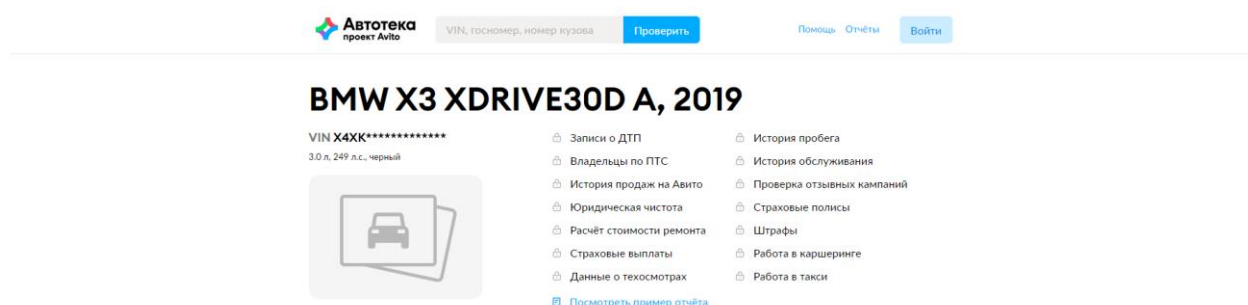 Автотека
проект Avito
VIN, госномер, номер кузова
Проверить
Помощь Отчёты Войти
BMW X3 XDRIVE30D A, 2019
VIN X4XK*************
3.0 л, 249 л.с., черный
Записи о ДТП
Владельцы по ПТС
История продаж на Авито
Юридическая чистота
Расчёт стоимости ремонта
Страховые выплаты
Данные о техосмотрах
Посмотреть пример отчёта
История пробега
История обслуживания
Проверка отзывных кампаний
Страховые полисы
Штрафы
Работа в каршеринге
Работа в такси